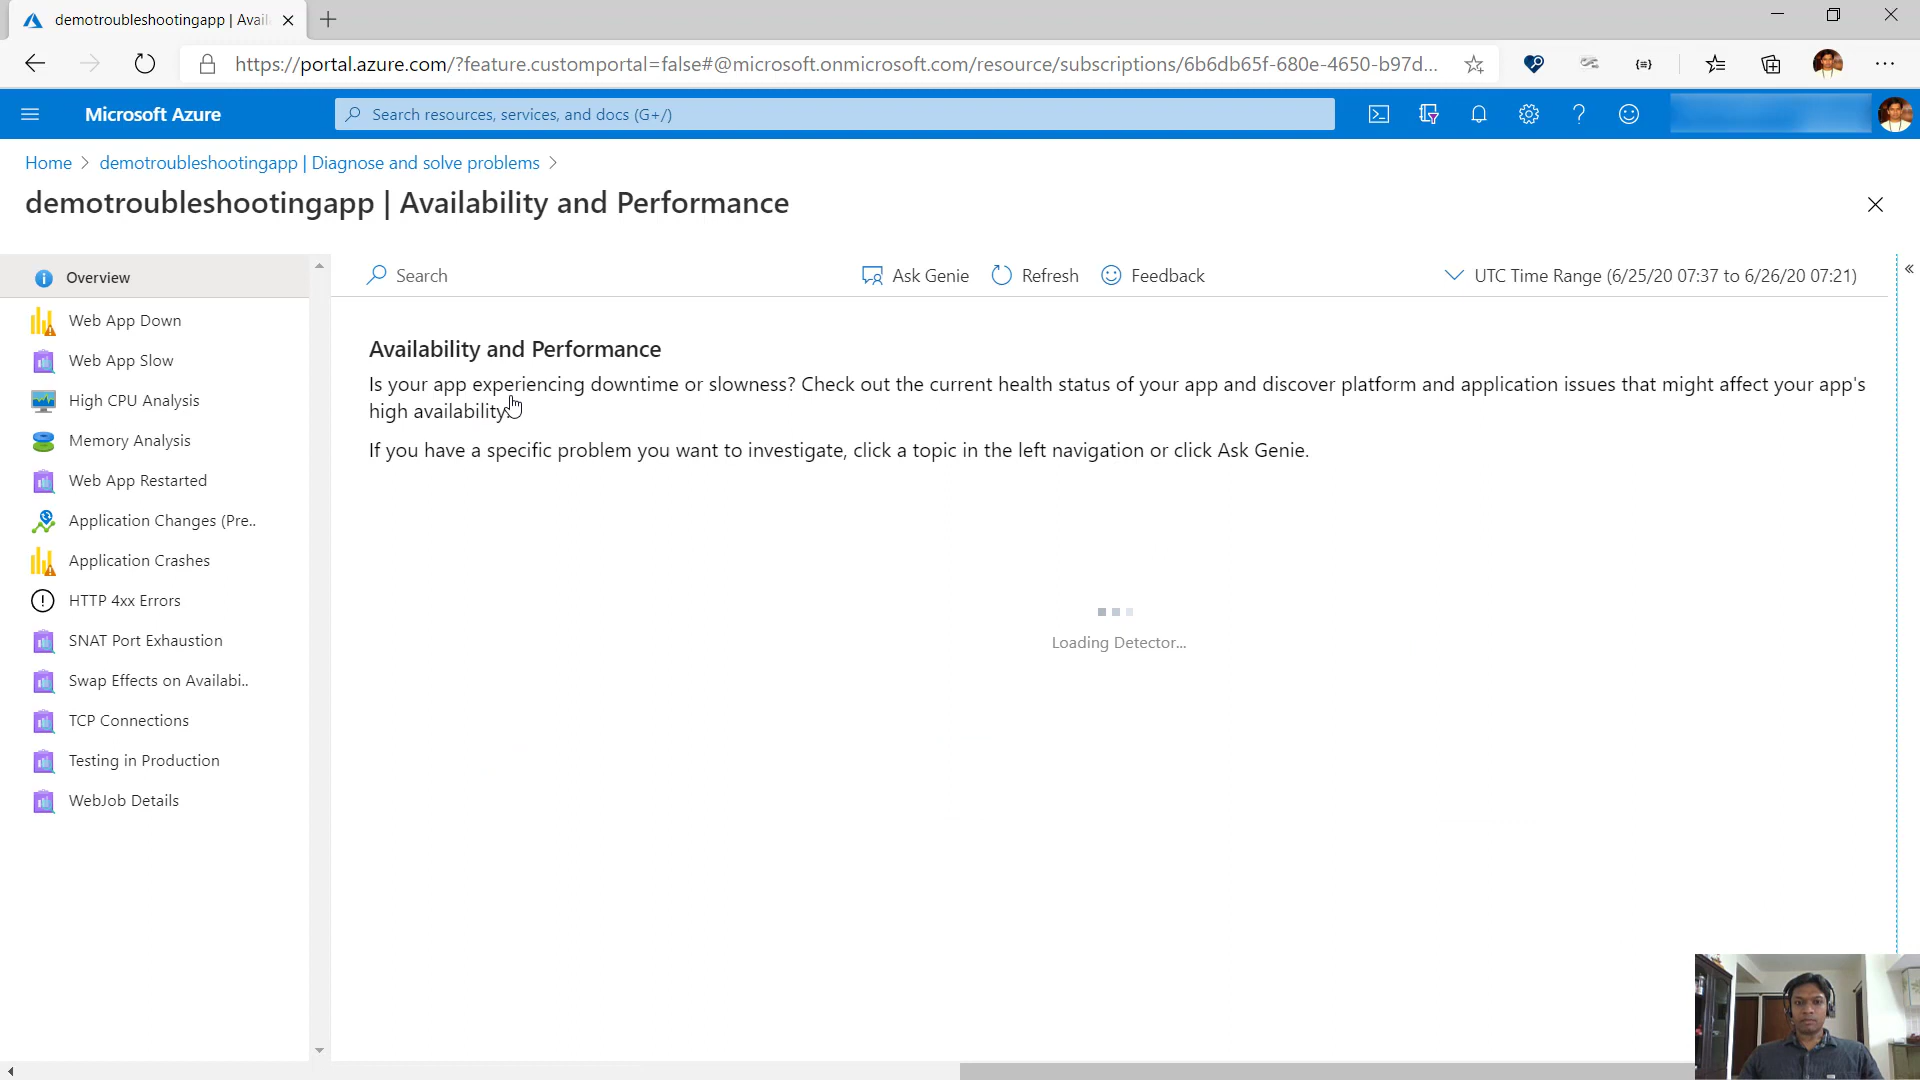 demotroubleshootingapp | Avail
https://portal.azure.com/?feature.customportal=false#@microsoft.onmicrosoft.com/resource/subscriptions/6b6db65f-680e-4650-b97d...
Microsoft Azure
Search resources, services, and docs (G+/)
Home > demotroubleshootingapp | Diagnose and solve problems >
demotroubleshootingapp | Availability and Performance
Overview
Web App Down
Web App Slow
High CPU Analysis
Memory Analysis
Web App Restarted
Application Changes (Pre..
Application Crashes
HTTP 4xx Errors
SNAT Port Exhaustion
Swap Effects on Availabi..
TCP Connections
Testing in Production
WebJob Details
Search
Ask Genie
Refresh
Feedback
UTC Time Range (6/25/20 07:37 to 6/26/20 07:21)
Availability and Performance
Is your app experiencing downtime or slowness? Check out the current health status of your app and discover platform and application issues that might affect your app's
high availability.
If you have a specific problem you want to investigate, click a topic in the left navigation or click Ask Genie.
Loading Detector...